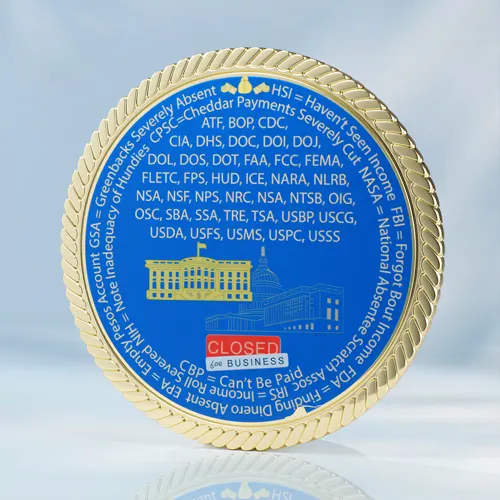 HSI = Haven't Seen Income FBI = Forgot Bout Income
NASA = National Absentee Scratch Assoc
FDA = Finding Dinero Absent
IRS = Income Roll Severed
EPA = Empty Pesos Account
GSA = Greenbacks Severely Absent
CPSC =Cheddar Payments Severely Cut
NIH = Note Inadequacy of Hundies
CBP = Can't Be Paid
ATF, BOP, CDC,
CIA, DHS, DOC, DOI, DOJ,
DOL, DOS, DOT, FAA, FCC, FEMA,
FLETC, FPS, HUD, ICE, NARA, NLRB,
NSA, NSF, NPS, NRC, NSA, NTSB, OIG,
OSC, SBA, SSA, TRE, TSA, USBP, USCG,
USDA, USFS, USMS, USPC, USSS
CLOSED
for BUSINESS